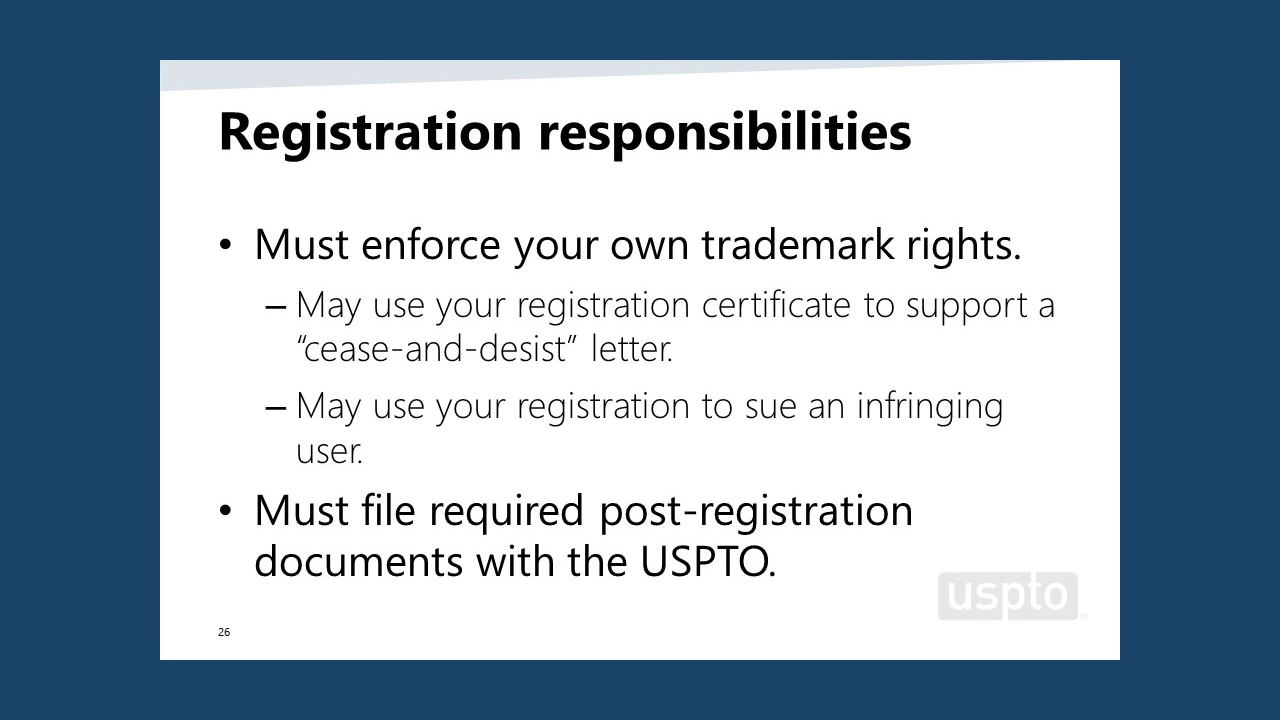 Registration responsibilities
• Must enforce your own trademark rights.
– May use your registration certificate to support a
“cease-and-desist” letter.
– May use your registration to sue an infringing
user.
• Must file required post-registration
documents with the USPTO.
uspto®
26